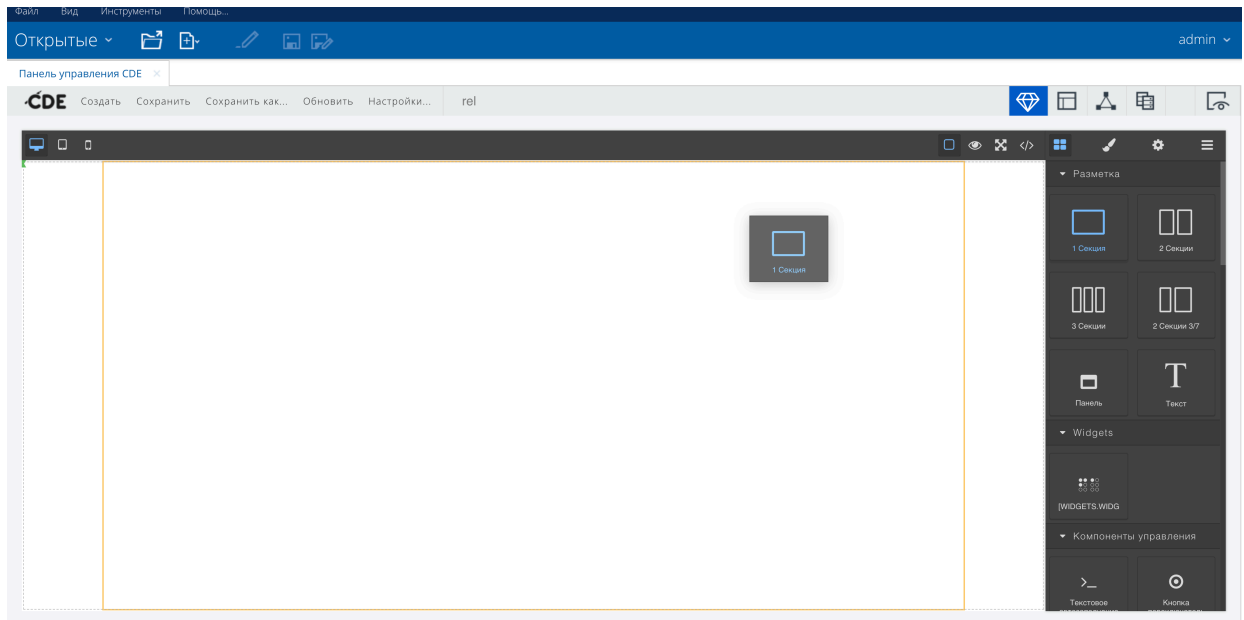 Файл Вид Инструменты Помощь...
Открытые admin
Панель управления CDE ×
CDE Создать Сохранить Сохранить как... Обновить Настройки... rel
</>
Разметка
1 Секция 2 Секции
1 Секция
3 Секции 2 Секции 3/7
T
Панель Текст
Widgets
[WIDGETS.WIDG
Компоненты управления
>_
Текстовое Кнопка